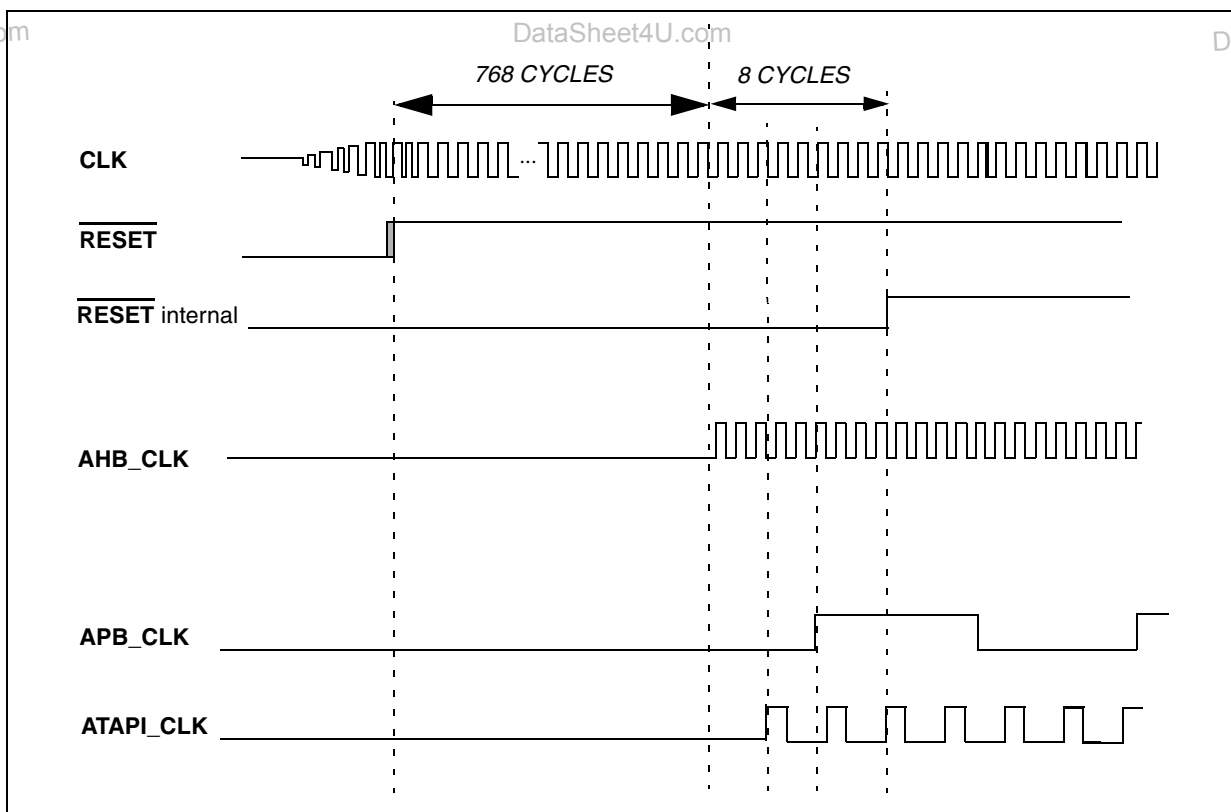 om
DataSheet4U.com
D
768 CYCLES
8 CYCLES
CLK
...
RESET
RESET internal
AHB_CLK
APB_CLK
ATAPI_CLK